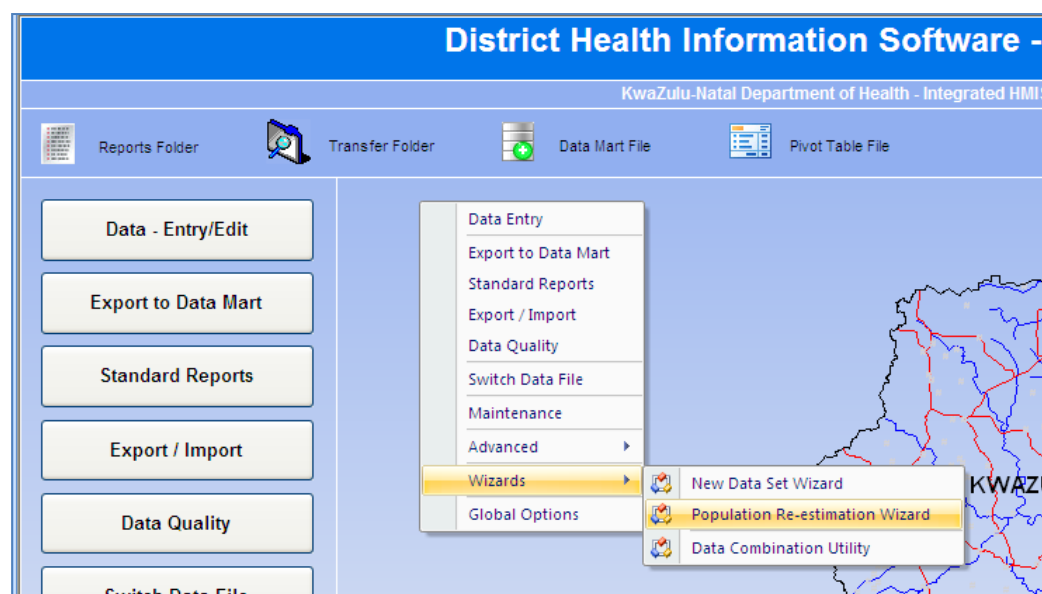 District Health Information Software -
KwaZulu-Natal Department of Health - Integrated HMIS
Reports Folder
Transfer Folder
Data Mart File
Pivot Table File
Data - Entry/Edit
Export to Data Mart
Standard Reports
Export / Import
Data Quality
Switch Data File
Data Entry
Export to Data Mart
Standard Reports
Export / Import
Data Quality
Switch Data File
Maintenance
Advanced
Wizards
Global Options
New Data Set Wizard
Population Re-estimation Wizard
Data Combination Utility
KWAZU